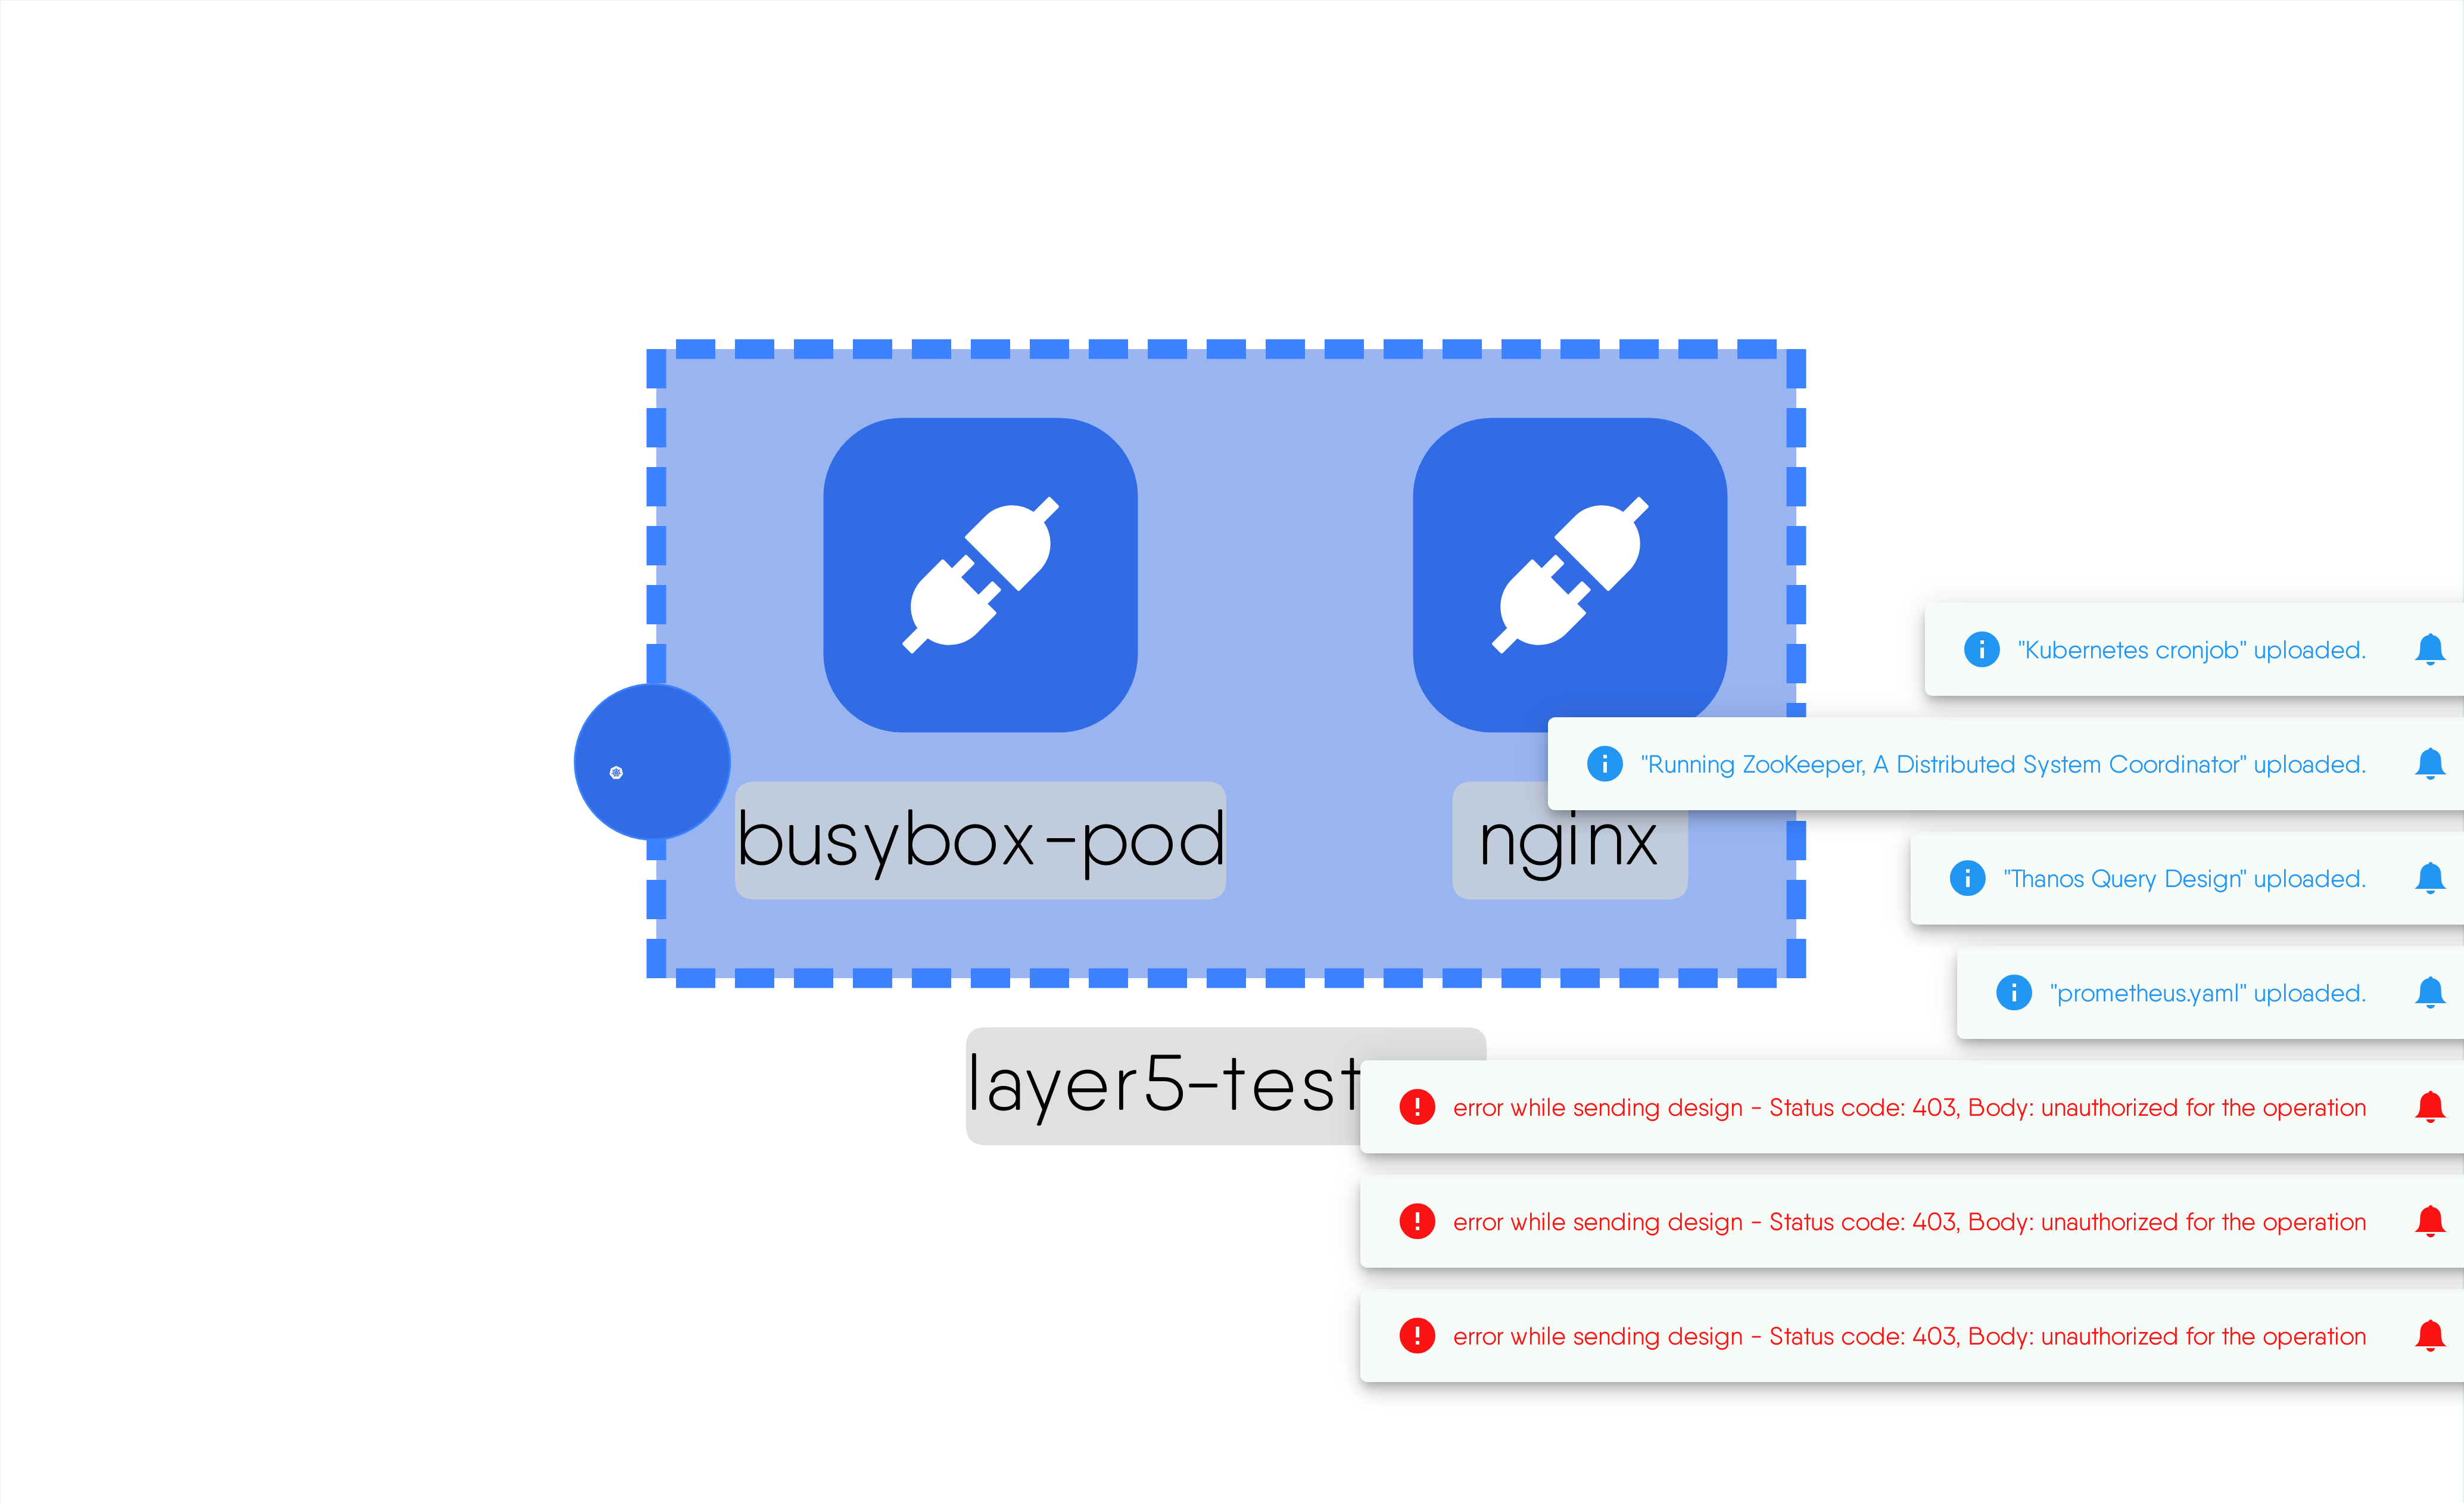 busybox-pod
nginx
layer5-test
"Kubernetes cronjob" uploaded.
"Running ZooKeeper, A Distributed System Coordinator" uploaded.
"Thanos Query Design" uploaded.
"prometheus.yaml" uploaded.
error while sending design - Status code: 403, Body: unauthorized for the operation
error while sending design - Status code: 403, Body: unauthorized for the operation
error while sending design - Status code: 403, Body: unauthorized for the operation